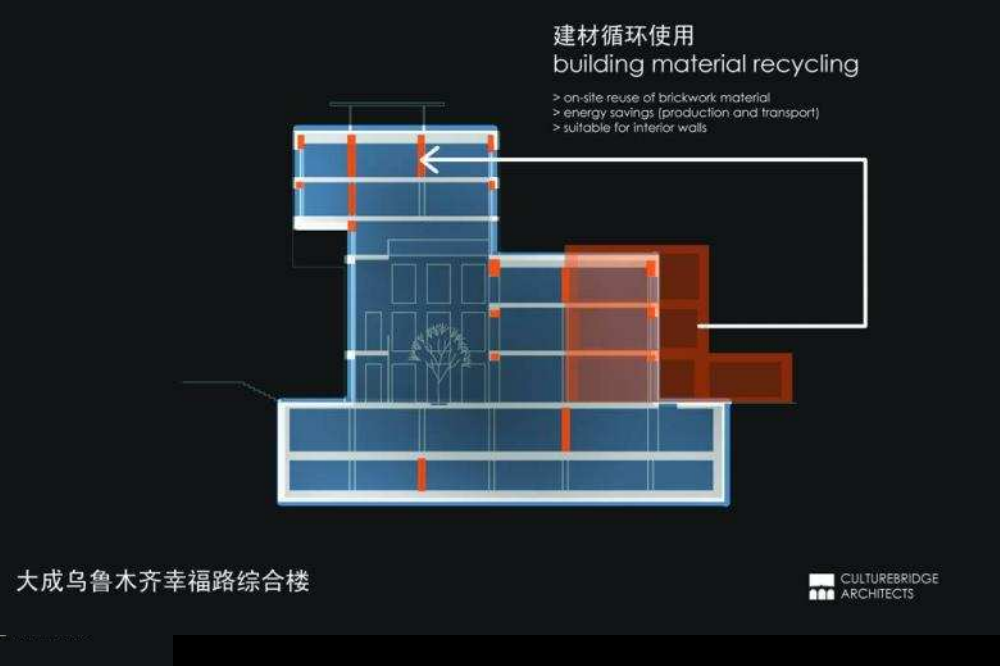 建材循环使用
building material recycling
> on-site reuse of brickwork material
> energy savings (production and transport)
> suitable for interior walls
大成乌鲁木齐幸福路综合楼
CULTUREBRIDGE
ARCHITECTS